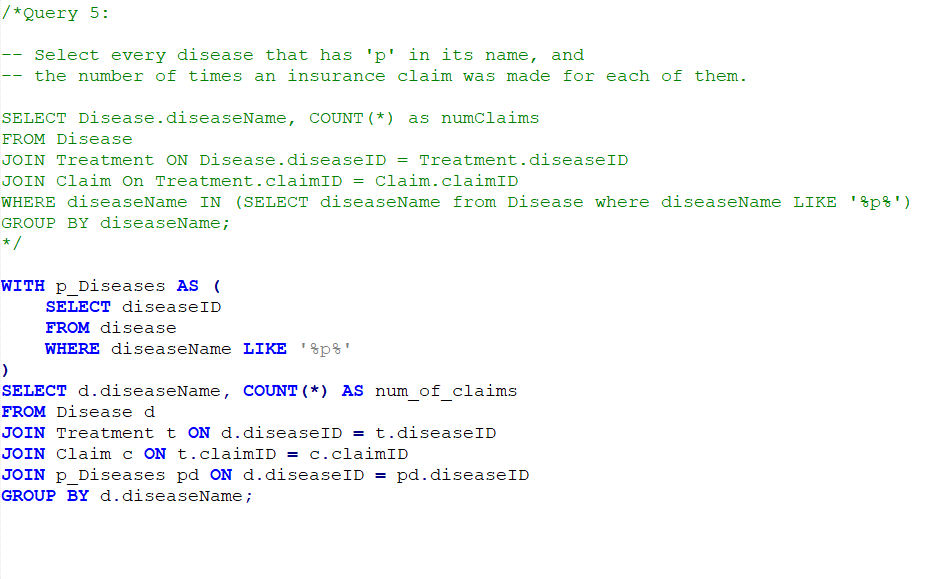 /*Query 5:
-- Select every disease that has 'p' in its name, and
-- the number of times an insurance claim was made for each of them.
SELECT Disease.diseaseName, COUNT(*) as numClaims
FROM Disease
JOIN Treatment ON Disease.diseaseID = Treatment.diseaseID
JOIN Claim On Treatment.claimID = Claim.claimID
WHERE diseaseName IN (SELECT diseaseName from Disease where diseaseName LIKE '%p%')
GROUP BY diseaseName;
*/
WITH p_Diseases AS (
    SELECT diseaseID
    FROM disease
    WHERE diseaseName LIKE '%p%'
)
SELECT d.diseaseName, COUNT(*) AS num_of_claims
FROM Disease d
JOIN Treatment t ON d.diseaseID = t.diseaseID
JOIN Claim c ON t.claimID = c.claimID
JOIN p_Diseases pd ON d.diseaseID = pd.diseaseID
GROUP BY d.diseaseName;